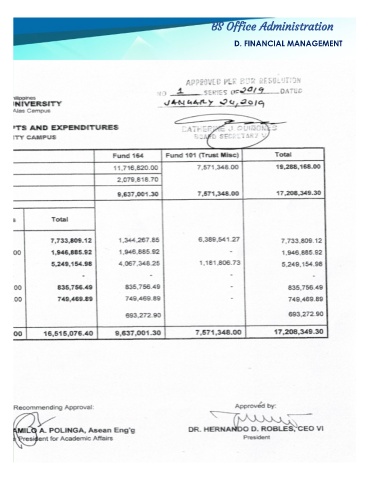 BS Office Administration
D. FINANCIAL MANAGEMENT
APPROVED PER BOR RESOLUTION
NO 1 SERIES OF 2019 DATED
JANUARY 24, 2019
ilippines
NIVERSITY
Alas Campus
CATHERINE J QUIBONES
BOARD SECRETARY V
PTS AND EXPENDITURES
TY CAMPUS
Fund 164 Fund 101 (Trust Misc) Total
11,716,820.00 7,571,348.00 19,288,168.00
2,079,818.70
9,637,001.30 7,571,348.00 17,208,349.30
s Total
7,733,809.12 1,344,267.85 6,389,541.27 7,733,809.12
00 1,946,885.92 1,946,885.92 - 1,946,885.92
5,249,154.98 4,067,348.25 1,181,806.73 5,249,154.98
- - -
00 835,756.49 835,756.49 - 835,756.49
00 749,469.89 749,469.89 - 749,469.89
693,272.90 693,272.90
00 16,515,076.40 9,637,001.30 7,571,348.00 17,208,349.30
Recommending Approval: Approved by:
AMILO A. POLINGA, Asean Eng'g DR. HERNANDO D. ROBLES, CEO VI
President for Academic Affairs President